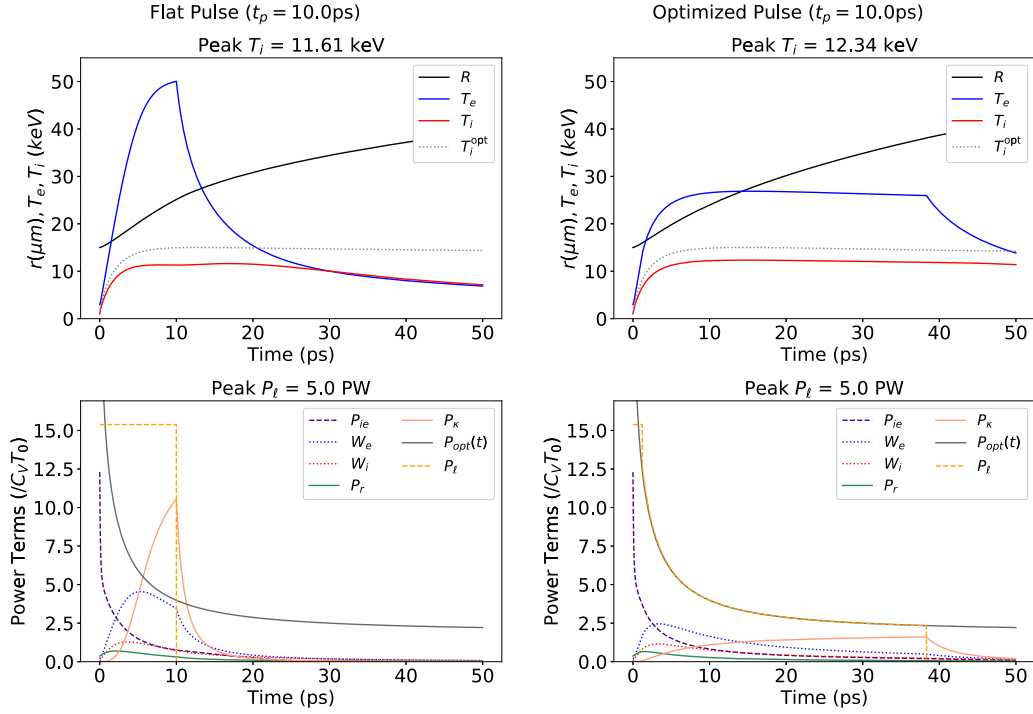 Flat Pulse (t_p = 10.0ps)
Peak T_i = 11.61 keV
r(μm), T_e, T_i (keV)
50
40
30
20
10
0
R
T_e
T_i
T_i^opt
0 10 20 30 40 50
Time (ps)
Optimized Pulse (t_p = 10.0ps)
Peak T_i = 12.34 keV
r(μm), T_e, T_i (keV)
50
40
30
20
10
0
R
T_e
T_i
T_i^opt
0 10 20 30 40 50
Time (ps)
Peak P_ℓ = 5.0 PW
Power Terms (/C_V T_0)
15.0
12.5
10.0
7.5
5.0
2.5
0.0
P_ie P_κ
W_e P_opt(t)
W_i P_ℓ
P_r
0 10 20 30 40 50
Time (ps)
Peak P_ℓ = 5.0 PW
Power Terms (/C_V T_0)
15.0
12.5
10.0
7.5
5.0
2.5
0.0
P_ie P_κ
W_e P_opt(t)
W_i P_ℓ
P_r
0 10 20 30 40 50
Time (ps)